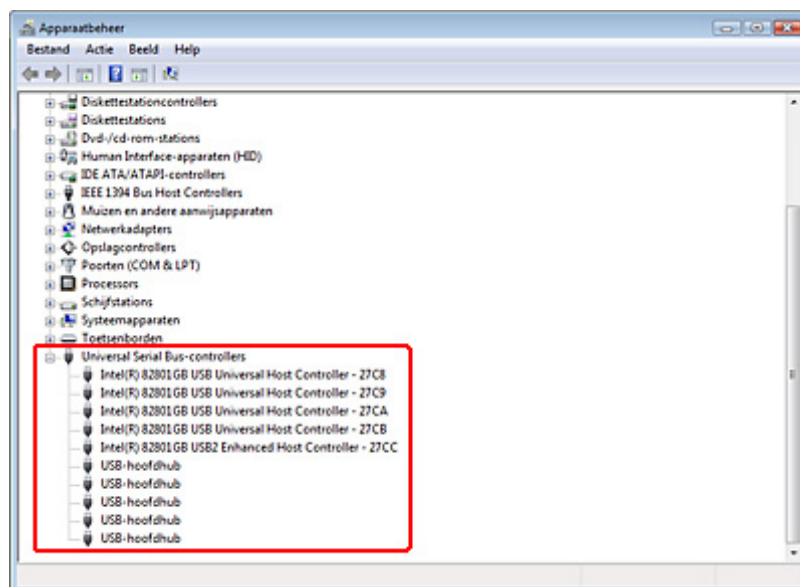 Apparaatbeheer
Bestand Actie Beeld Help
Diskettestationcontrollers
Diskettestations
Dvd-/cd-rom-stations
Human Interface-apparaten (HID)
IDE ATA/ATAPI-controllers
IEEE 1394 Bus Host Controllers
Muizen en andere aanwijsapparaten
Netwerkadapters
Opslagcontrollers
Poorten (COM & LPT)
Processors
Schijfstations
Systeemapparaten
Toetsenborden
Universal Serial Bus-controllers
Intel(R) 82801GB USB Universal Host Controller - 27C8
Intel(R) 82801GB USB Universal Host Controller - 27C9
Intel(R) 82801GB USB Universal Host Controller - 27CA
Intel(R) 82801GB USB Universal Host Controller - 27CB
Intel(R) 82801GB USB2 Enhanced Host Controller - 27CC
USB-hoofdhub
USB-hoofdhub
USB-hoofdhub
USB-hoofdhub
USB-hoofdhub